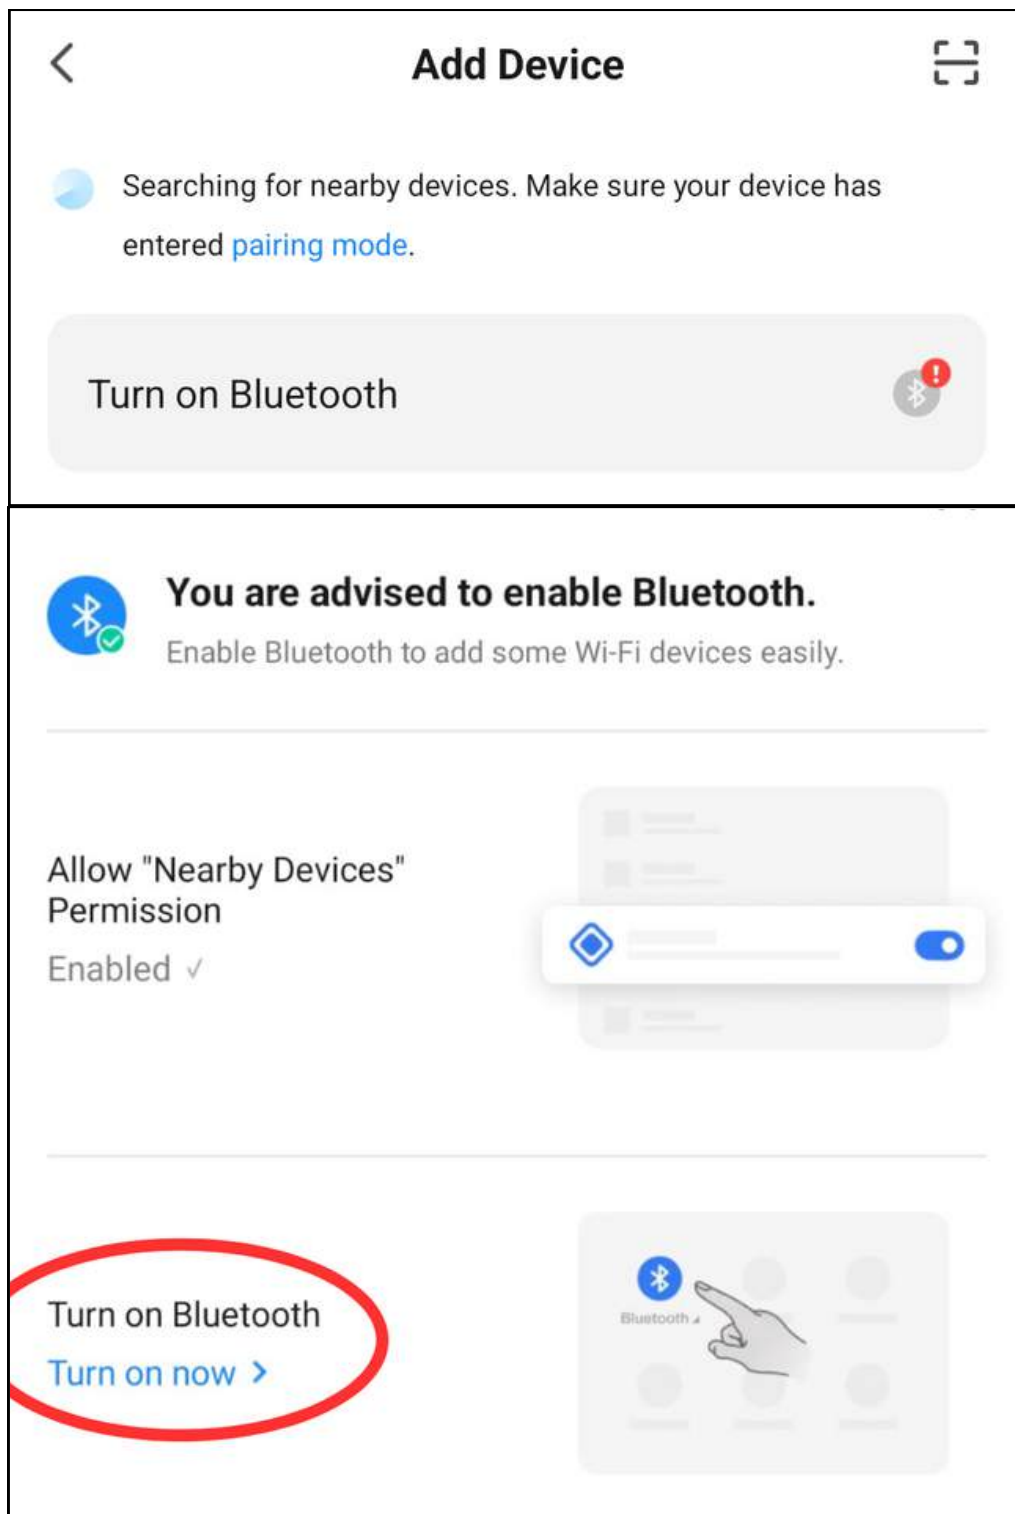 Add Device
Searching for nearby devices. Make sure your device has
entered pairing mode.
Turn on Bluetooth
You are advised to enable Bluetooth.
Enable Bluetooth to add some Wi-Fi devices easily.
Allow "Nearby Devices"
Permission
Enabled ✓
Bluetooth
Turn on Bluetooth
Turn on now >